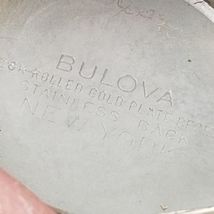 BULOVA
10K ROLLED GOLD PLATE BEZEL
STAINLESS BACK
NEW YORK